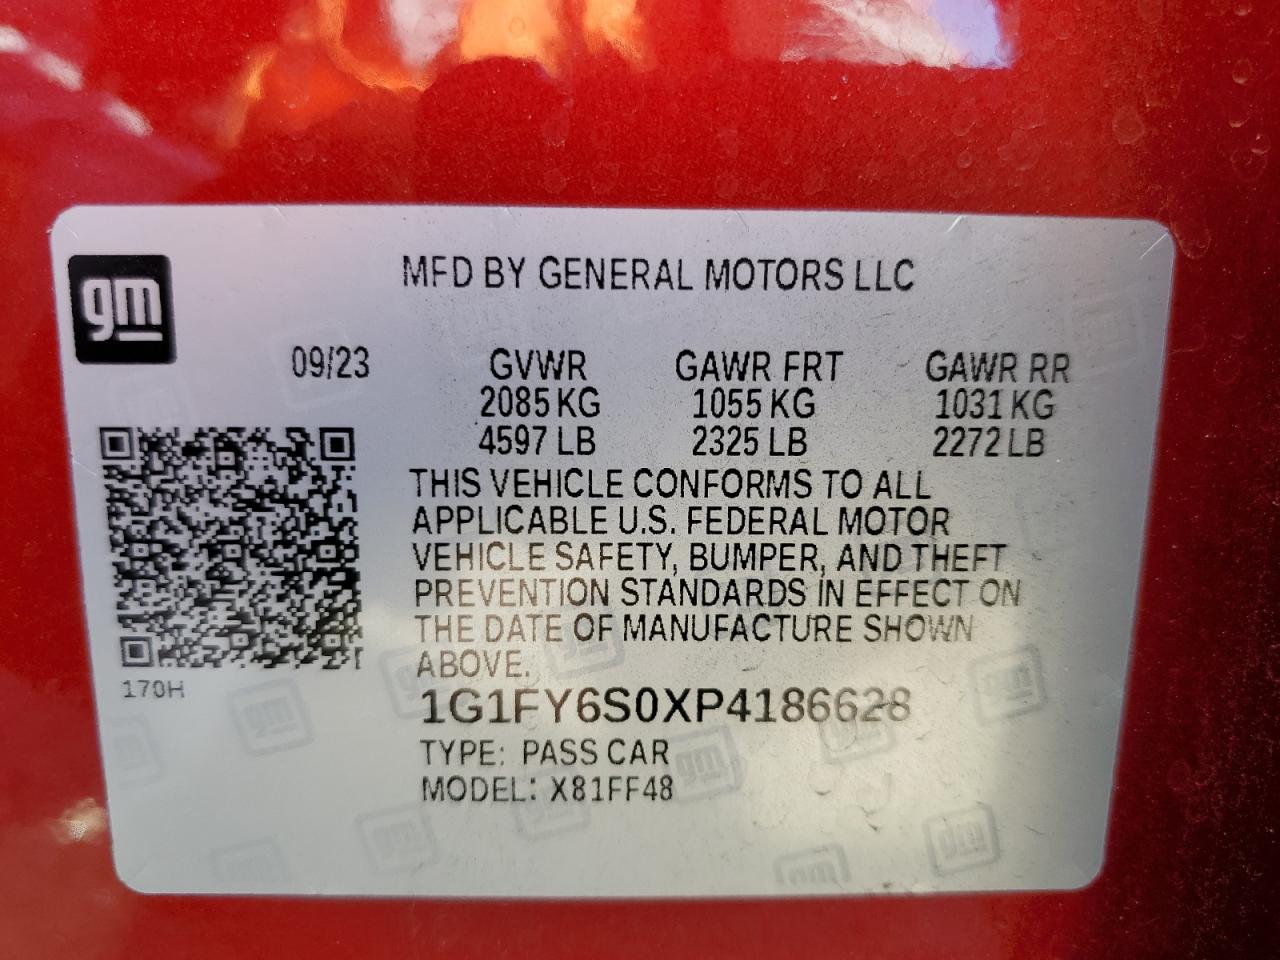 gm
MFD BY GENERAL MOTORS LLC
09/23 GVWR GAWR FRT GAWR RR
2085 KG 1055 KG 1031 KG
4597 LB 2325 LB 2272 LB
THIS VEHICLE CONFORMS TO ALL
APPLICABLE U.S. FEDERAL MOTOR
VEHICLE SAFETY, BUMPER, AND THEFT
PREVENTION STANDARDS IN EFFECT ON
THE DATE OF MANUFACTURE SHOWN
ABOVE.
170H
1G1FY6S0XP4186628
TYPE: PASS CAR
MODEL: X81FF48